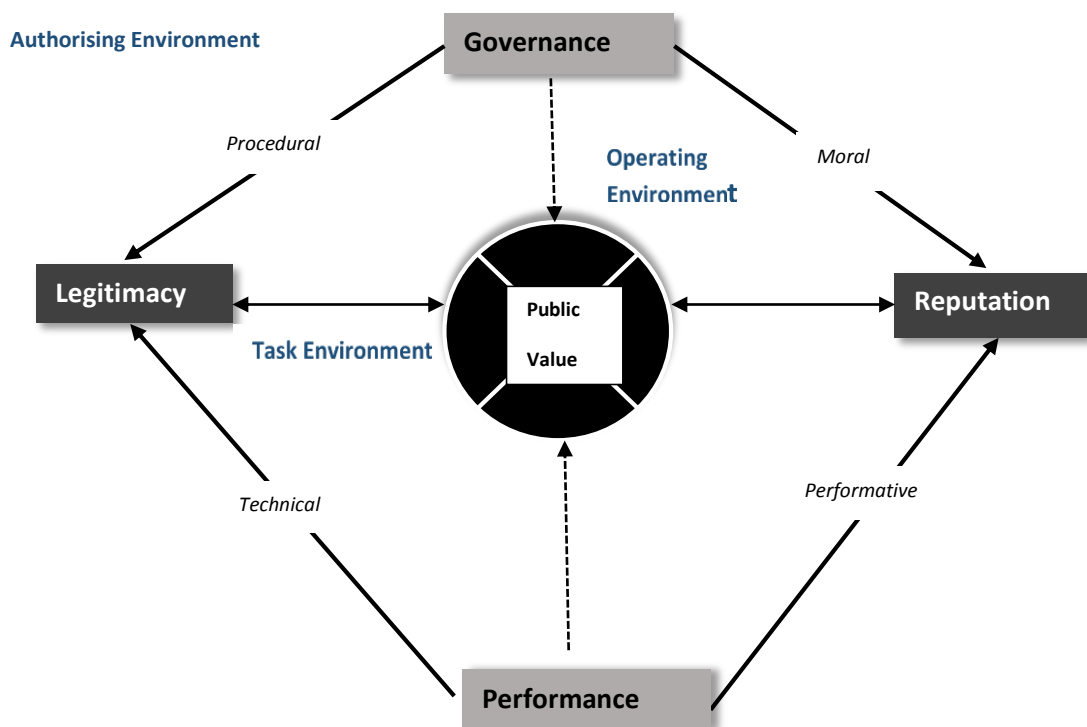 Authorising Environment
Governance
Procedural
Moral
Operating
Environment
Legitimacy
Public
Value
Reputation
Task Environment
Technical
Performative
Performance